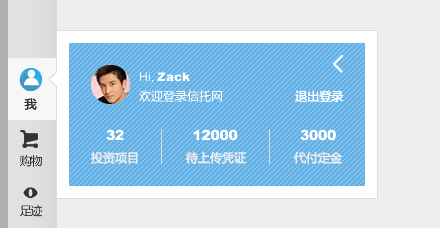 Hi, Zack
欢迎登录信托网
退出登录
我
32
12000
3000
投资项目
待上传凭证
代付定金
购物
足迹